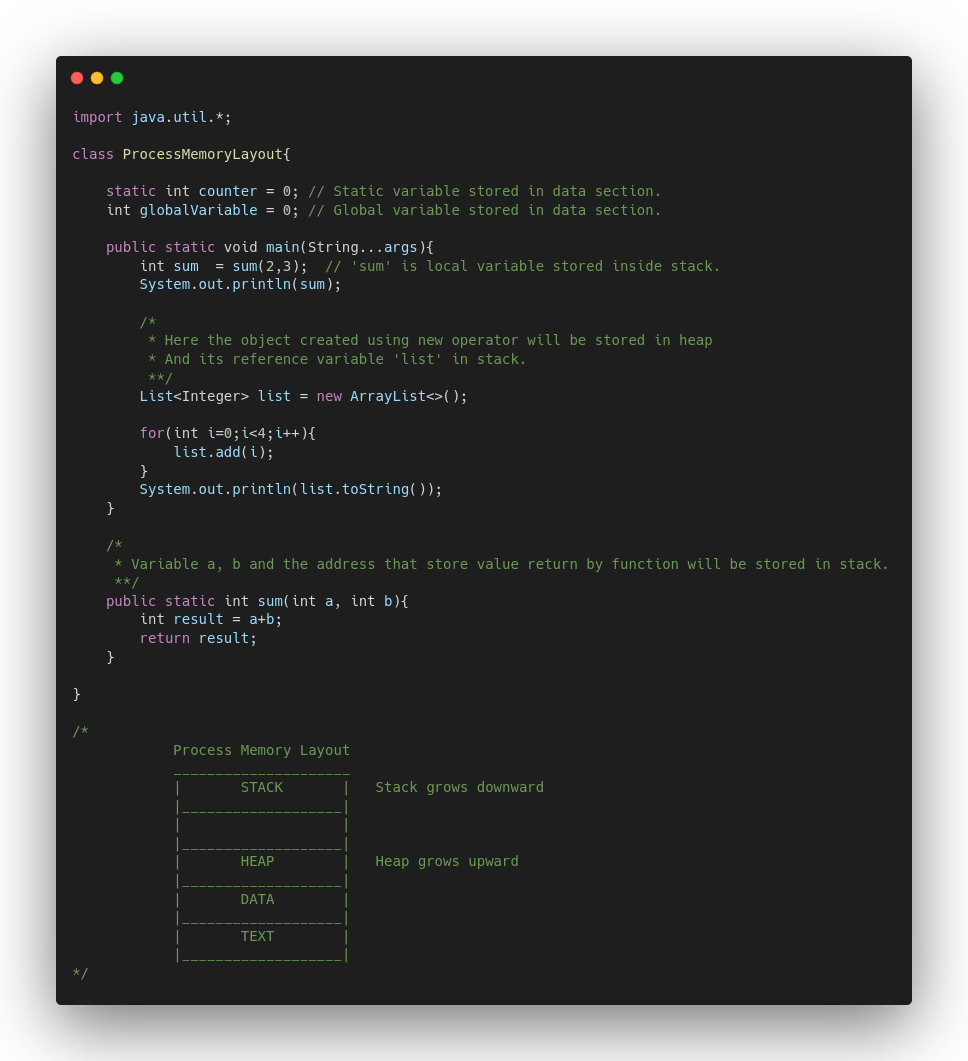 import java.util.*;

class ProcessMemoryLayout{

    static int counter = 0; // Static variable stored in data section.
    int globalVariable = 0; // Global variable stored in data section.

    public static void main(String...args){
        int sum  = sum(2,3);  // 'sum' is local variable stored inside stack.
        System.out.println(sum);

        /*
         * Here the object created using new operator will be stored in heap
         * And its reference variable 'list' in stack.
         **/
        List<Integer> list = new ArrayList<>();

        for(int i=0;i<4;i++){
            list.add(i);
        }
        System.out.println(list.toString());
    }

    /*
     * Variable a, b and the address that store value return by function will be stored in stack.
     **/
    public static int sum(int a, int b){
        int result = a+b;
        return result;
    }

}

/*
            Process Memory Layout
            _____________________
            |       STACK       |   Stack grows downward
            |___________________|
            |                   |
            |___________________|
            |       HEAP        |   Heap grows upward
            |___________________|
            |       DATA        |
            |___________________|
            |       TEXT        |
            |___________________|
*/